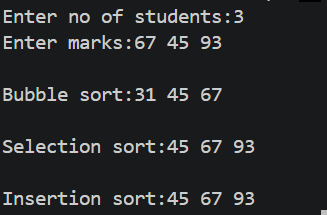 Enter no of students:3
Enter marks:67 45 93
Bubble sort:31 45 67
Selection sort:45 67 93
Insertion sort:45 67 93